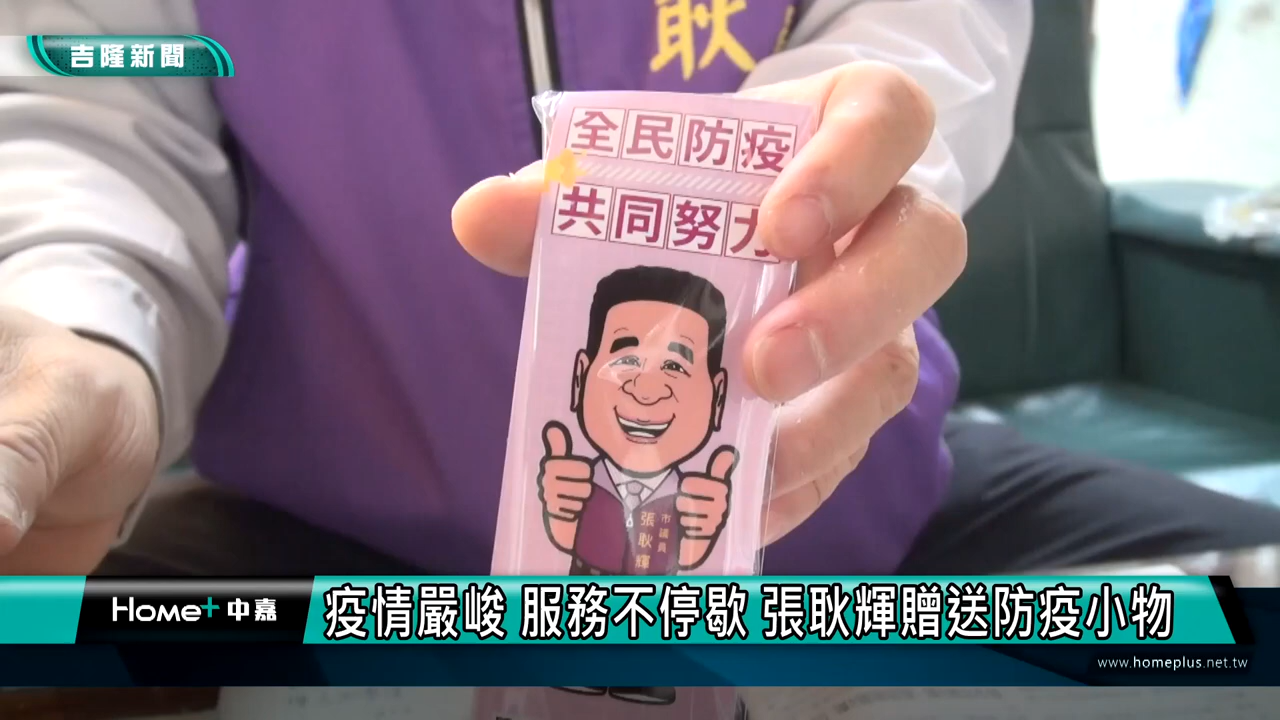 吉隆新聞
耿
全民防疫
共同努力
市議員
張耿輝
Home+中嘉
疫情嚴峻 服務不停歇 張耿輝贈送防疫小物
www.homeplus.net.tw